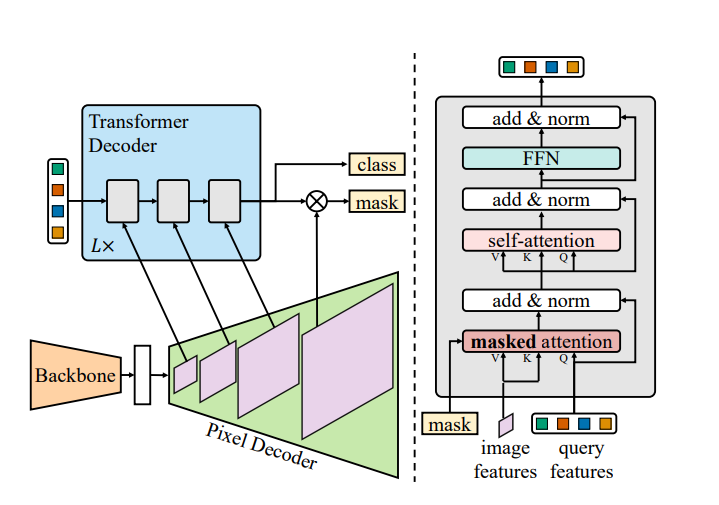 Transformer
Decoder
L×
class
mask
Backbone
Pixel Decoder
add & norm
FFN
add & norm
self-attention
V K Q
add & norm
masked attention
V K Q
mask
image
features
query
features